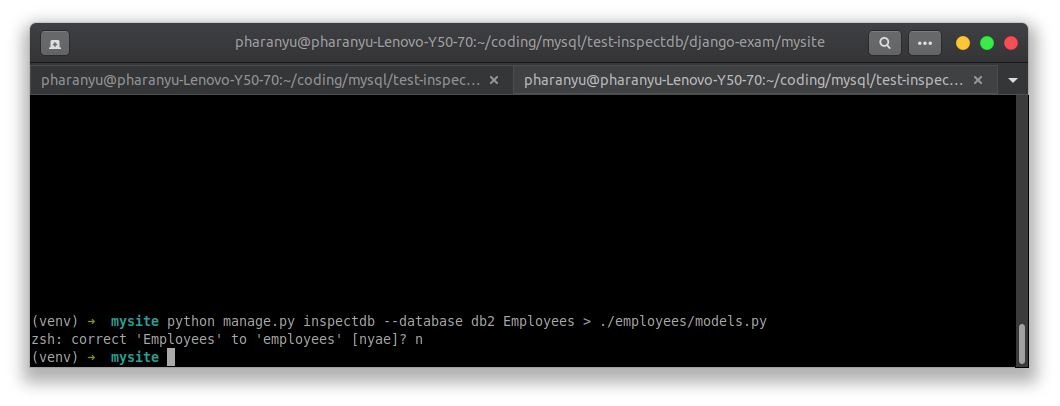 pharanyu@pharanyu-Lenovo-Y50-70:~/coding/mysql/test-inspectdb/django-exam/mysite
pharanyu@pharanyu-Lenovo-Y50-70:~/coding/mysql/test-inspec… × pharanyu@pharanyu-Lenovo-Y50-70:~/coding/mysql/test-inspec… ×
(venv) → mysite python manage.py inspectdb --database db2 Employees > ./employees/models.py
zsh: correct 'Employees' to 'employees' [nyae]? n
(venv) → mysite